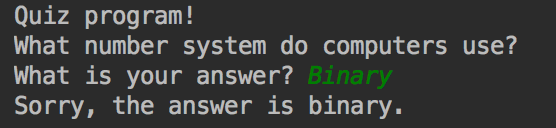 Quiz program!
What number system do computers use?
What is your answer? Binary
Sorry, the answer is binary.